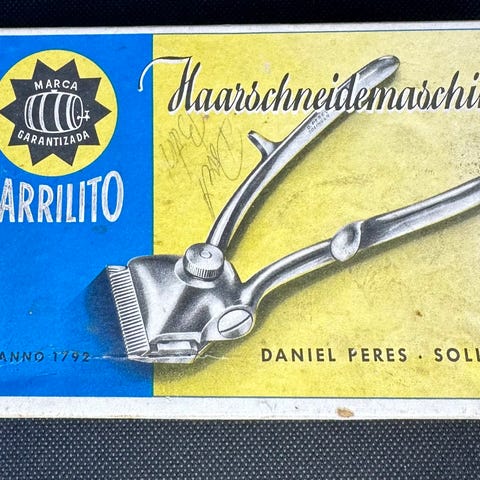 MARCA
GARANTIZADA
ARRILITO
Haarschneidemaschi
ANNO 1792
DANIEL PERES · SOLI